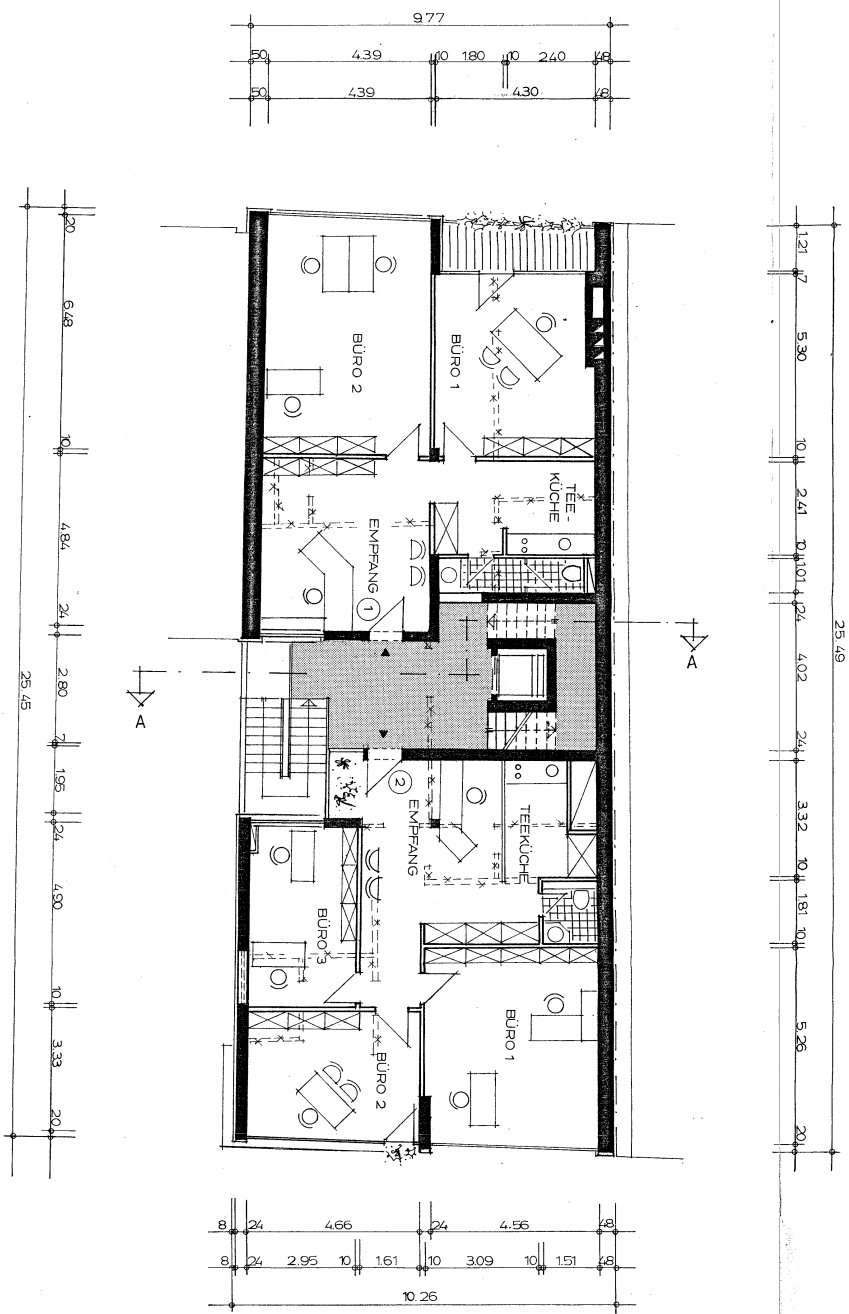 9.77
50 4.39 10 1.80 10 2.40 48
50 4.39 4.30 48
20
6.48
10
4.84
24
2.80
7
1.95
24
4.90
10
3.33
20
25.45
1.21
7
5.30
10
2.41
10
1.01
24
4.02
24
3.32
10
1.81
10
5.26
20
25.49
BÜRO 2
BÜRO 1
TEE-
KÜCHE
EMPFANG
1
A
A
2
EMPFANG
TEEKÜCHE
BÜRO 3
BÜRO 1
BÜRO 2
8 24 4.66 24 4.56 48
8 24 2.95 10 1.61 10 3.09 10 1.51 48
10.26